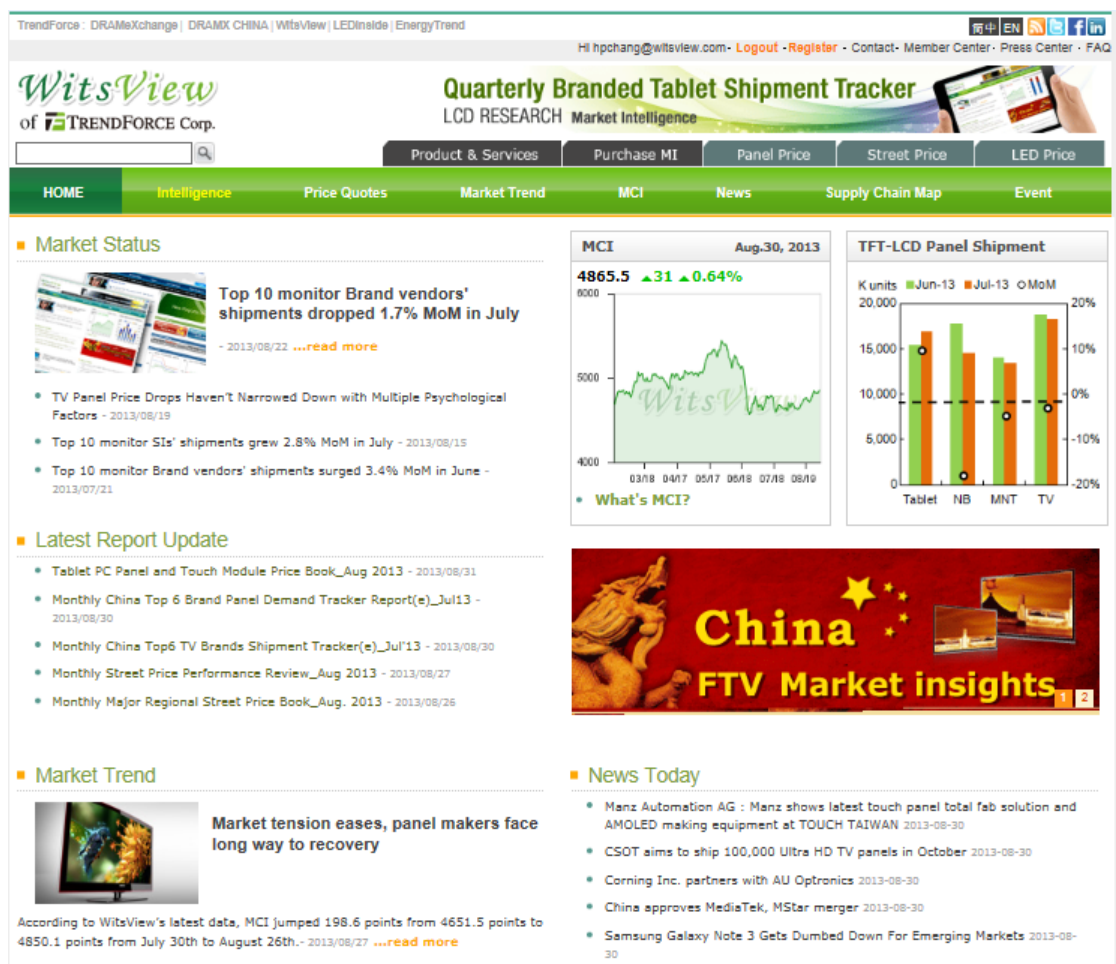 TrendForce : DRAMeXchange | DRAMX CHINA | WitsView | LEDinside | EnergyTrend
简中 EN
Hi hpchang@witsview.com- Logout -Register - Contact- Member Center- Press Center - FAQ
WitsView
of TRENDFORCE Corp.
Quarterly Branded Tablet Shipment Tracker
LCD RESEARCH Market Intelligence
Product & Services Purchase MI Panel Price Street Price LED Price
HOME Intelligence Price Quotes Market Trend MCI News Supply Chain Map Event
Market Status
Top 10 monitor Brand vendors'
shipments dropped 1.7% MoM in July
- 2013/08/22 ...read more
TV Panel Price Drops Haven't Narrowed Down with Multiple Psychological
Factors - 2013/08/19
Top 10 monitor SIs' shipments grew 2.8% MoM in July - 2013/08/15
Top 10 monitor Brand vendors' shipments surged 3.4% MoM in June -
2013/07/21
MCI Aug.30, 2013
4865.5 ▲31 ▲0.64%
6000
5000
4000
WitsView
03/18 04/17 05/17 06/18 07/18 08/19
What's MCI?
TFT-LCD Panel Shipment
K units Jun-13 Jul-13 MoM
20,000 20%
15,000 10%
10,000 0%
5,000 -10%
0 -20%
Tablet NB MNT TV
Latest Report Update
Tablet PC Panel and Touch Module Price Book_Aug 2013 - 2013/08/31
Monthly China Top 6 Brand Panel Demand Tracker Report(e)_Jul13 -
2013/08/30
Monthly China Top6 TV Brands Shipment Tracker(e)_Jul'13 - 2013/08/30
Monthly Street Price Performance Review_Aug 2013 - 2013/08/27
Monthly Major Regional Street Price Book_Aug. 2013 - 2013/08/26
China
FTV Market insights
1 2
Market Trend
Market tension eases, panel makers face
long way to recovery
According to WitsView's latest data, MCI jumped 198.6 points from 4651.5 points to
4850.1 points from July 30th to August 26th.- 2013/08/27 ...read more
News Today
Manz Automation AG : Manz shows latest touch panel total fab solution and
AMOLED making equipment at TOUCH TAIWAN 2013-08-30
CSOT aims to ship 100,000 Ultra HD TV panels in October 2013-08-30
Corning Inc. partners with AU Optronics 2013-08-30
China approves MediaTek, MStar merger 2013-08-30
Samsung Galaxy Note 3 Gets Dumbed Down For Emerging Markets 2013-08-
30